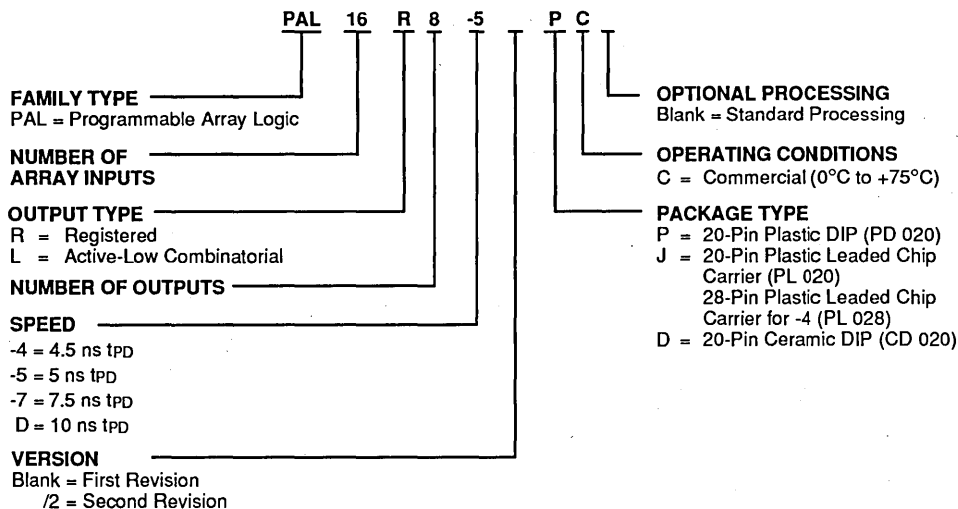 PAL 16 R 8 -5 P C
FAMILY TYPE
PAL = Programmable Array Logic
NUMBER OF
ARRAY INPUTS
OUTPUT TYPE
R = Registered
L = Active-Low Combinatorial
NUMBER OF OUTPUTS
SPEED
-4 = 4.5 ns tPD
-5 = 5 ns tPD
-7 = 7.5 ns tPD
D = 10 ns tPD
VERSION
Blank = First Revision
/2 = Second Revision
OPTIONAL PROCESSING
Blank = Standard Processing
OPERATING CONDITIONS
C = Commercial (0°C to +75°C)
PACKAGE TYPE
P = 20-Pin Plastic DIP (PD 020)
J = 20-Pin Plastic Leaded Chip
Carrier (PL 020)
28-Pin Plastic Leaded Chip
Carrier for -4 (PL 028)
D = 20-Pin Ceramic DIP (CD 020)